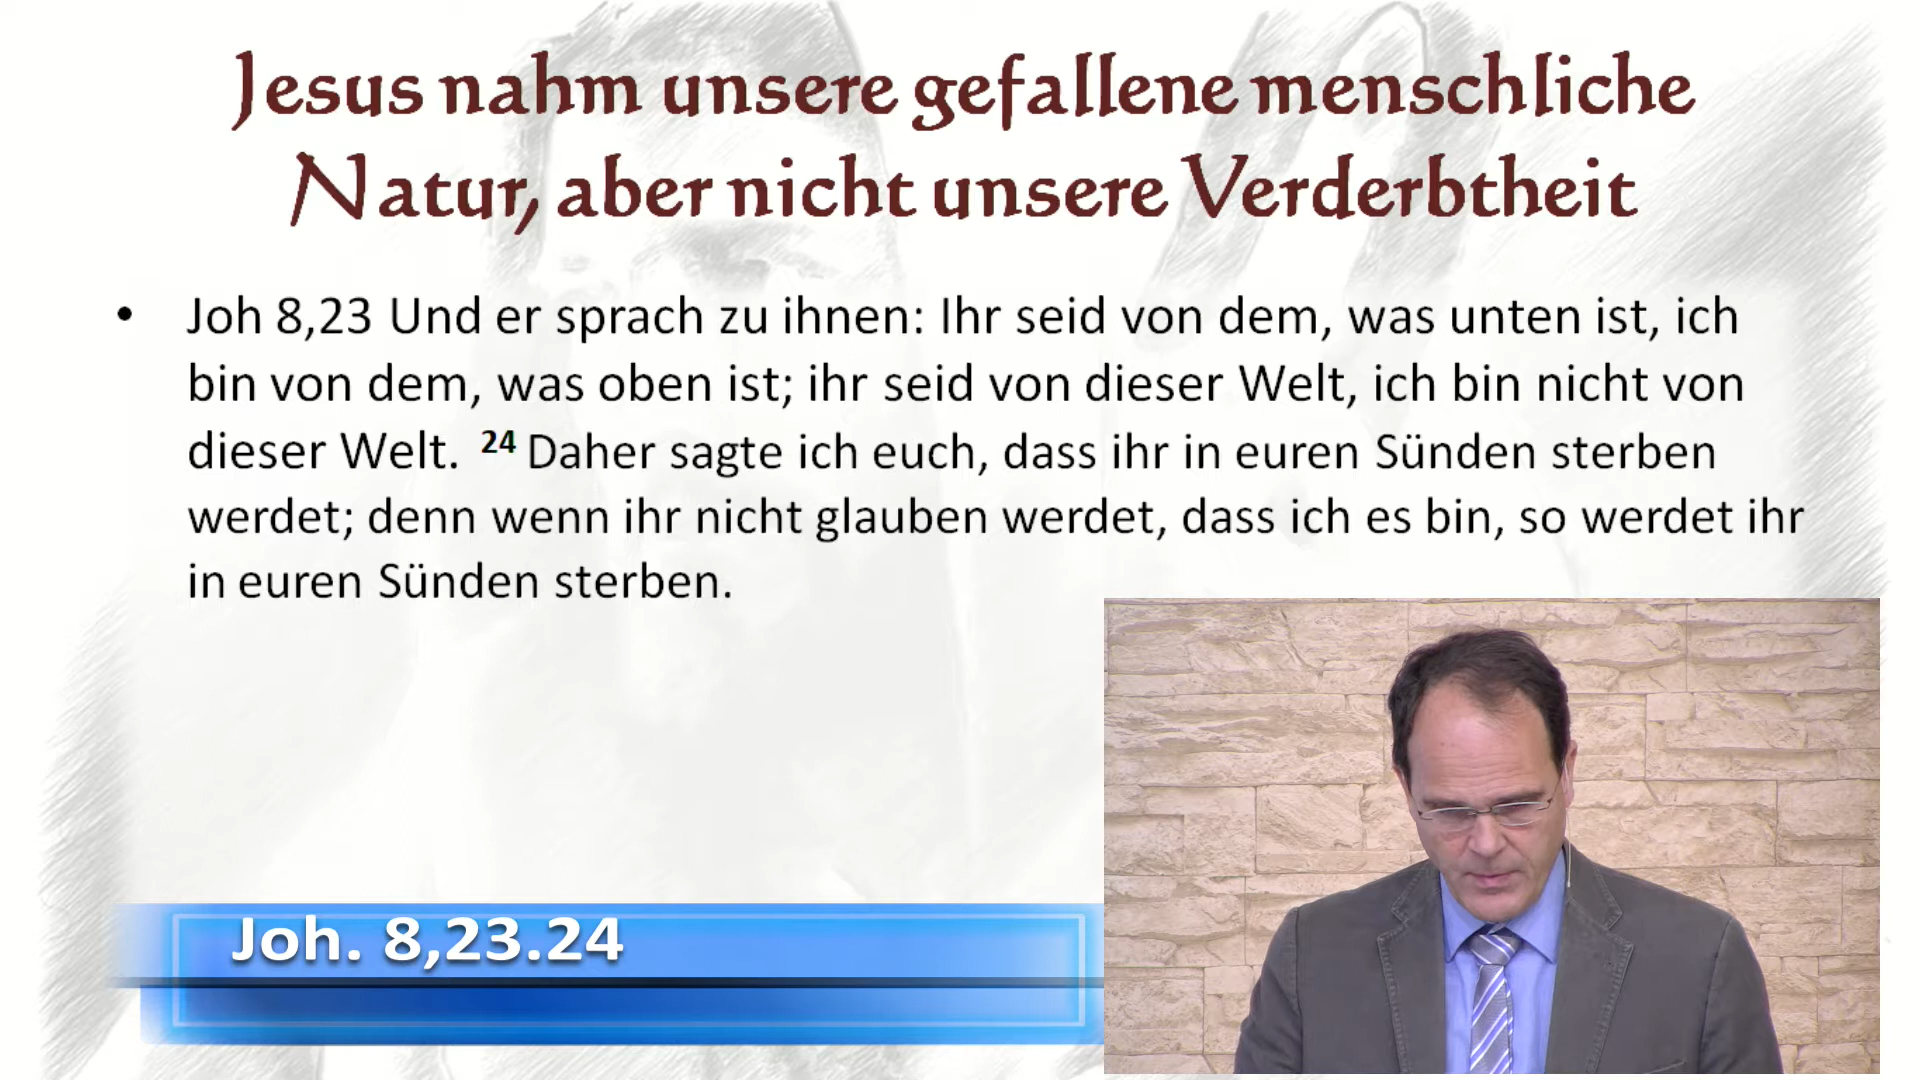 Jesus nahm unsere gefallene menschliche
Natur, aber nicht unsere Verderbtheit
• Joh 8,23 Und er sprach zu ihnen: Ihr seid von dem, was unten ist, ich
bin von dem, was oben ist; ihr seid von dieser Welt, ich bin nicht von
dieser Welt. 24 Daher sagte ich euch, dass ihr in euren Sünden sterben
werdet; denn wenn ihr nicht glauben werdet, dass ich es bin, so werdet ihr
in euren Sünden sterben.
Joh. 8,23.24